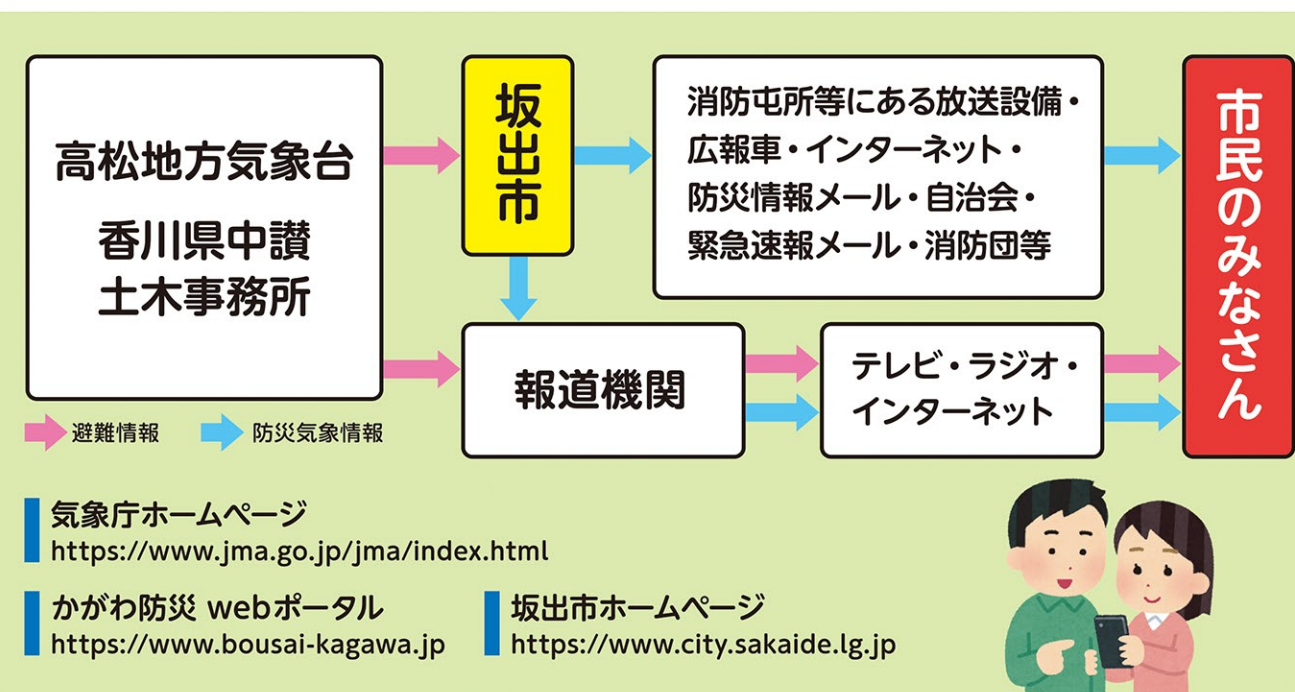 高松地方気象台
香川県中讃
土木事務所
坂出市
消防屯所等にある放送設備・
広報車・インターネット・
防災情報メール・自治会・
緊急速報メール・消防団等
市民のみなさん
報道機関
テレビ・ラジオ・
インターネット
避難情報
防災気象情報
気象庁ホームページ
https://www.jma.go.jp/jma/index.html
かがわ防災 webポータル
https://www.bousai-kagawa.jp
坂出市ホームページ
https://www.city.sakaide.lg.jp